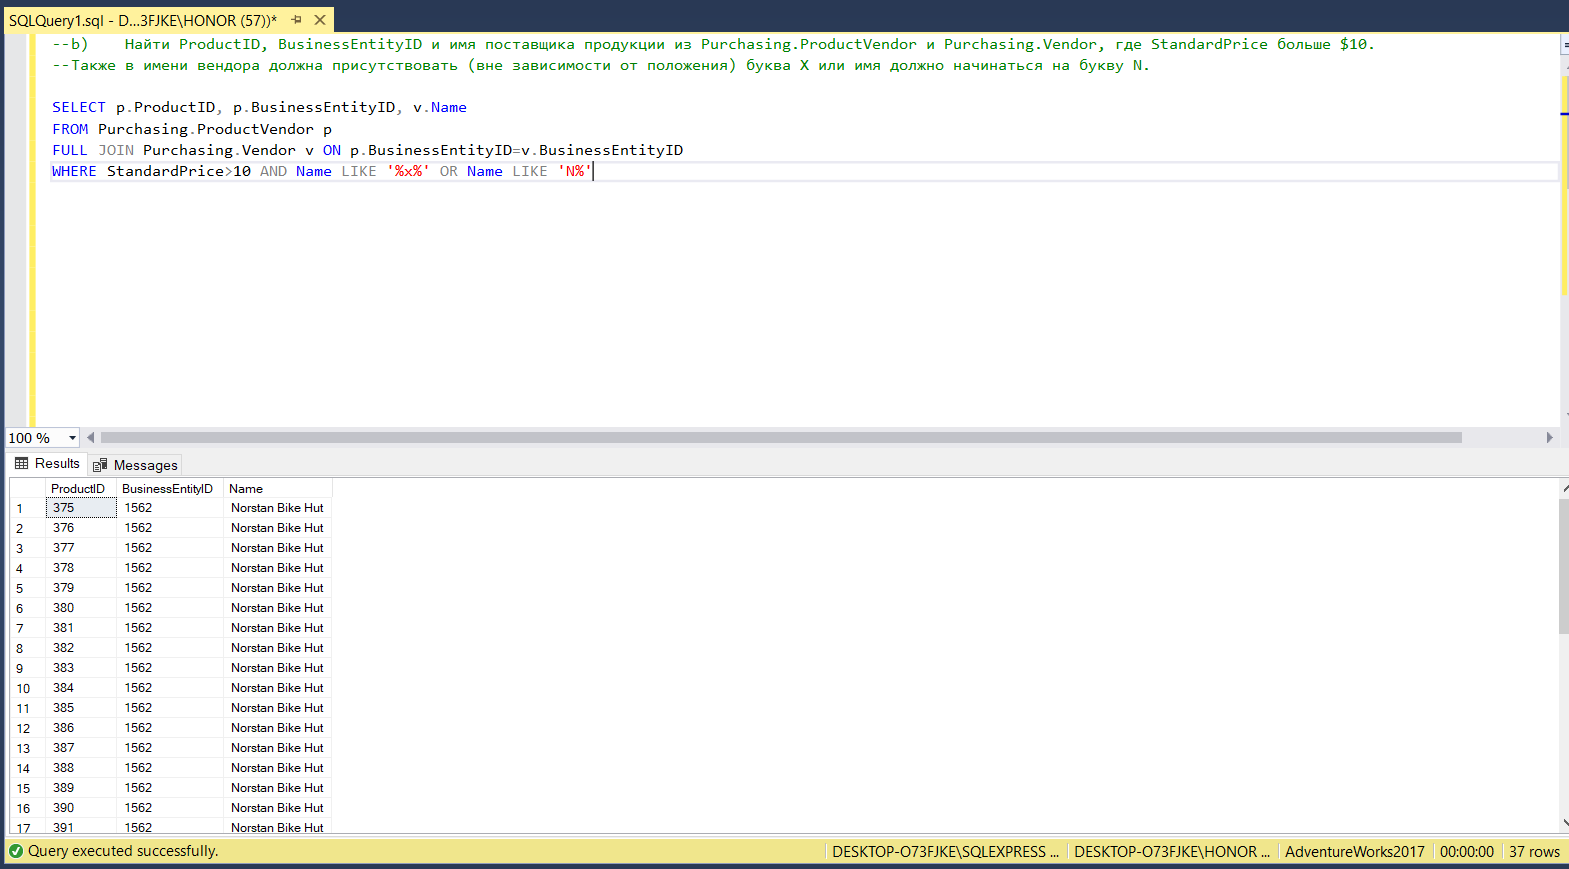 SQLQuery1.sql - D...3FJKE\HONOR (57))*
--b)    Найти ProductID, BusinessEntityID и имя поставщика продукции из Purchasing.ProductVendor и Purchasing.Vendor, где StandardPrice больше $10.
--Также в имени вендора должна присутствовать (вне зависимости от положения) буква X или имя должно начинаться на букву N.
SELECT p.ProductID, p.BusinessEntityID, v.Name
FROM Purchasing.ProductVendor p
FULL JOIN Purchasing.Vendor v ON p.BusinessEntityID=v.BusinessEntityID
WHERE StandardPrice>10 AND Name LIKE '%x%' OR Name LIKE 'N%'
100 %
Results Messages
ProductID BusinessEntityID Name
1 375 1562 Norstan Bike Hut
2 376 1562 Norstan Bike Hut
3 377 1562 Norstan Bike Hut
4 378 1562 Norstan Bike Hut
5 379 1562 Norstan Bike Hut
6 380 1562 Norstan Bike Hut
7 381 1562 Norstan Bike Hut
8 382 1562 Norstan Bike Hut
9 383 1562 Norstan Bike Hut
10 384 1562 Norstan Bike Hut
11 385 1562 Norstan Bike Hut
12 386 1562 Norstan Bike Hut
13 387 1562 Norstan Bike Hut
14 388 1562 Norstan Bike Hut
15 389 1562 Norstan Bike Hut
16 390 1562 Norstan Bike Hut
17 391 1562 Norstan Bike Hut
Query executed successfully. DESKTOP-O73FJKE\SQLEXPRESS ... DESKTOP-O73FJKE\HONOR ... AdventureWorks2017 00:00:00 37 rows